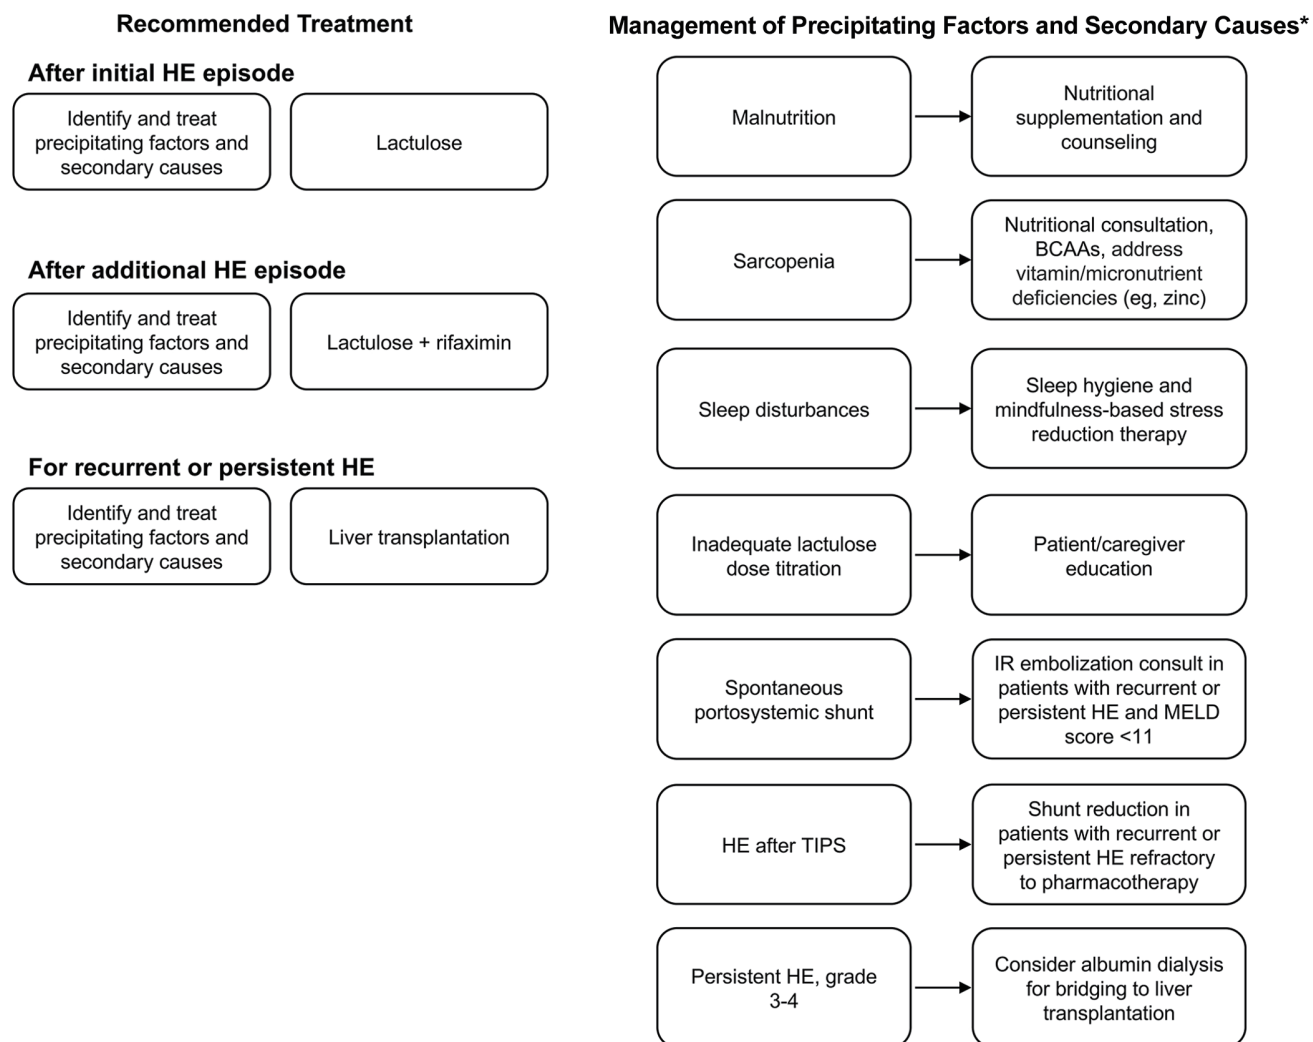 Recommended Treatment
After initial HE episode
Identify and treat
precipitating factors and
secondary causes
Lactulose
After additional HE episode
Identify and treat
precipitating factors and
secondary causes
Lactulose + rifaximin
For recurrent or persistent HE
Identify and treat
precipitating factors and
secondary causes
Liver transplantation
Management of Precipitating Factors and Secondary Causes*
Malnutrition
Nutritional
supplementation and
counseling
Sarcopenia
Nutritional consultation,
BCAAs, address
vitamin/micronutrient
deficiencies (eg, zinc)
Sleep disturbances
Sleep hygiene and
mindfulness-based stress
reduction therapy
Inadequate lactulose
dose titration
Patient/caregiver
education
Spontaneous
portosystemic shunt
IR embolization consult in
patients with recurrent or
persistent HE and MELD
score <11
HE after TIPS
Shunt reduction in
patients with recurrent or
persistent HE refractory
to pharmacotherapy
Persistent HE, grade
3-4
Consider albumin dialysis
for bridging to liver
transplantation